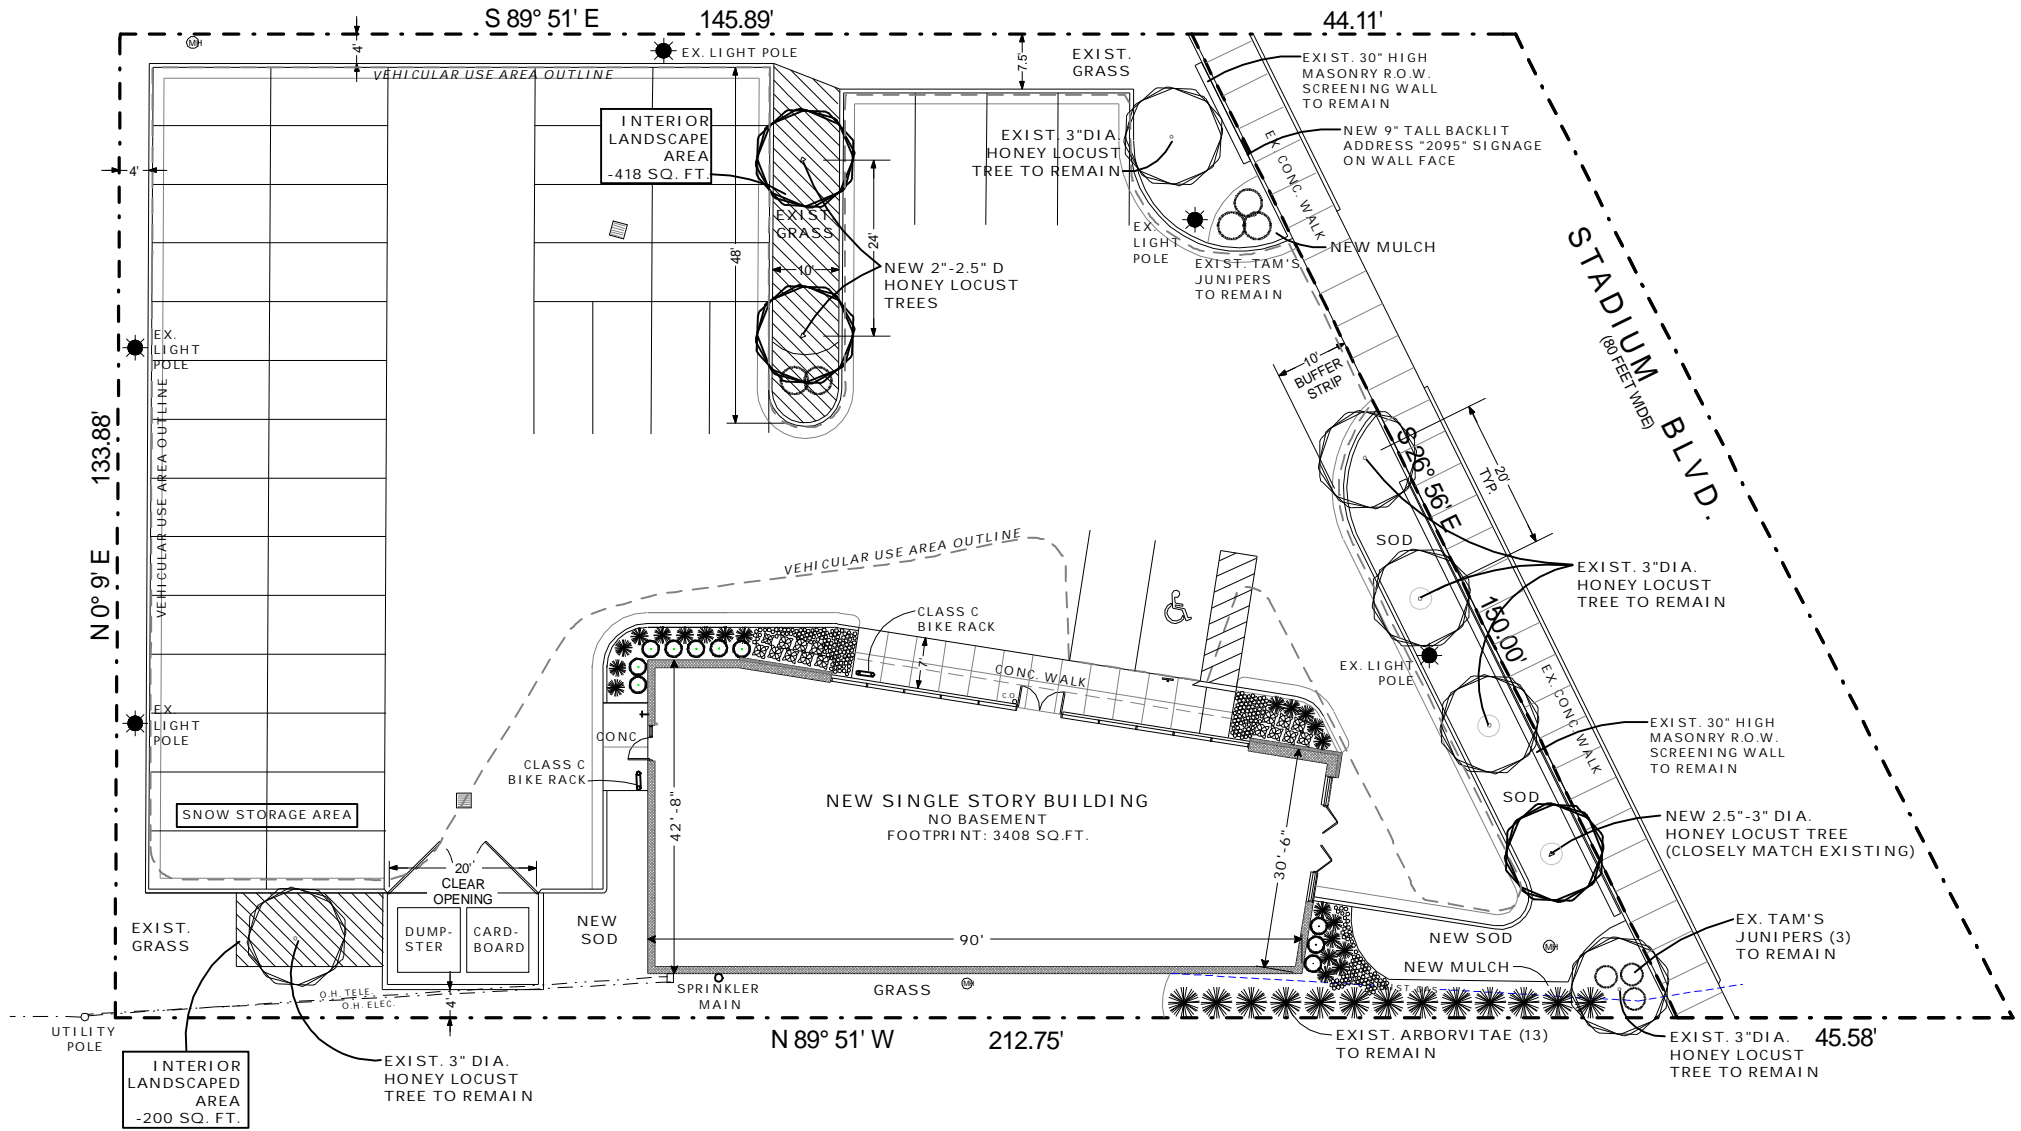 S 89° 51' E
145.89'
44.11'
MH
4'
EX. LIGHT POLE
VEHICULAR USE AREA OUTLINE
7.5'
EXIST.
GRASS
EXIST. 30" HIGH
MASONRY R.O.W.
SCREENING WALL
TO REMAIN
INTERIOR
LANDSCAPE
AREA
-418 SQ. FT.
EXIST. 3"DIA.
HONEY LOCUST
TREE TO REMAIN
NEW 9" TALL BACKLIT
ADDRESS "2095" SIGNAGE
ON WALL FACE
EX CONC. WALK
4'
EXIST.
GRASS
48'
24'
10'
EX.
LIGHT
POLE
NEW MULCH
EXIST. TAM'S
JUNIPERS
TO REMAIN
NEW 2"-2.5" D
HONEY LOCUST
TREES
STADIUM BLVD.
(80 FEET WIDE)
EX.
LIGHT
POLE
10'
BUFFER
STRIP
VEHICULAR USE AREA OUTLINE
133.88'
N 0° 9' E
S 26° 56' E
150.00'
20'
TYP.
SOD
VEHICULAR USE AREA OUTLINE
EXIST. 3"DIA.
HONEY LOCUST
TREE TO REMAIN
CLASS C
BIKE RACK
7'
CONC. WALK
C.O.
EX. LIGHT
POLE
EX. CONC. WALK
EX.
LIGHT
POLE
CONC
EXIST. 30" HIGH
MASONRY R.O.W.
SCREENING WALL
TO REMAIN
CLASS C
BIKE RACK
42'-8"
NEW SINGLE STORY BUILDING
NO BASEMENT
FOOTPRINT: 3408 SQ.FT.
30'-6"
SOD
SNOW STORAGE AREA
NEW 2.5"-3" DIA.
HONEY LOCUST TREE
(CLOSELY MATCH EXISTING)
20'
CLEAR
OPENING
EXIST.
GRASS
DUMP-
STER
CARD-
BOARD
NEW
SOD
90'
NEW SOD
MH
EX. TAM'S
JUNIPERS (3)
TO REMAIN
NEW MULCH
O.H. TELE.
O.H. ELEC.
4'
SPRINKLER
MAIN
GRASS
MH
UTILITY
POLE
N 89° 51' W
212.75'
EXIST. ARBORVITAE (13)
TO REMAIN
45.58'
EXIST. 3"DIA.
HONEY LOCUST
TREE TO REMAIN
INTERIOR
LANDSCAPED
AREA
-200 SQ. FT.
EXIST. 3" DIA.
HONEY LOCUST
TREE TO REMAIN